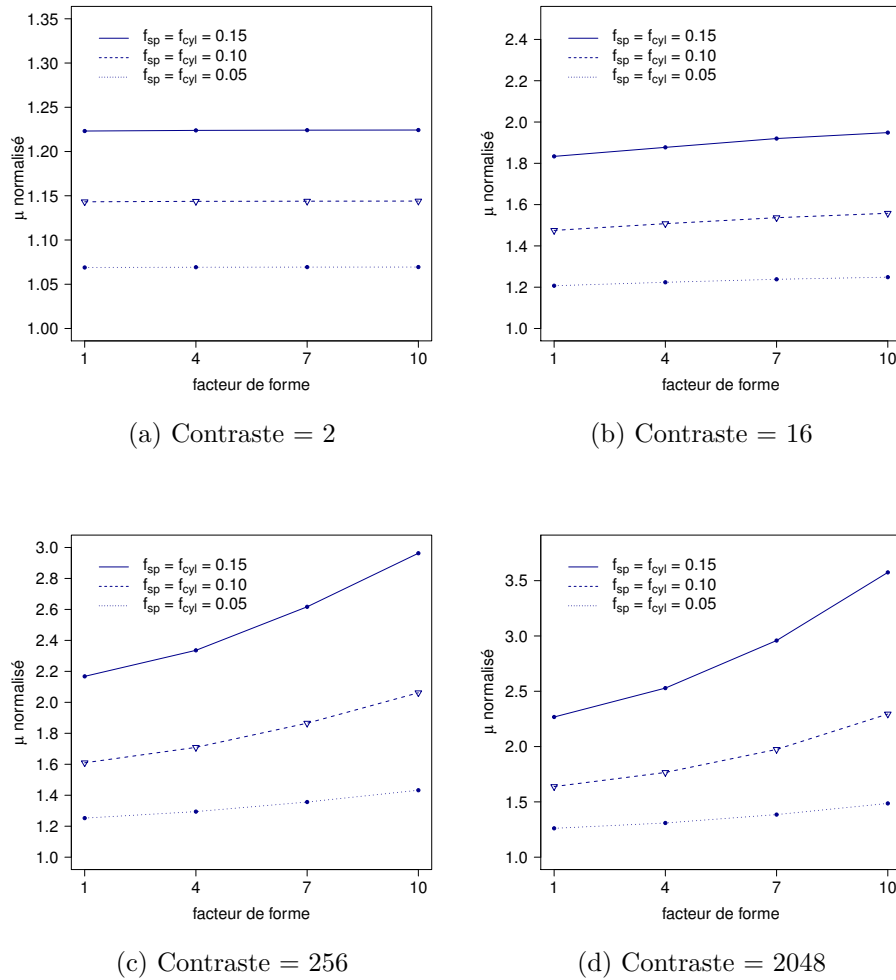 1.35
1.30
1.25
1.20
1.15
1.10
1.05
1.00
μ normalisé
f_sp = f_cyl = 0.15
f_sp = f_cyl = 0.10
f_sp = f_cyl = 0.05
1 4 7 10
facteur de forme
(a) Contraste = 2
2.4
2.2
2.0
1.8
1.6
1.4
1.2
1.0
μ normalisé
f_sp = f_cyl = 0.15
f_sp = f_cyl = 0.10
f_sp = f_cyl = 0.05
1 4 7 10
facteur de forme
(b) Contraste = 16
3.0
2.8
2.6
2.4
2.2
2.0
1.8
1.6
1.4
1.2
1.0
μ normalisé
f_sp = f_cyl = 0.15
f_sp = f_cyl = 0.10
f_sp = f_cyl = 0.05
1 4 7 10
facteur de forme
(c) Contraste = 256
3.5
3.0
2.5
2.0
1.5
1.0
μ normalisé
f_sp = f_cyl = 0.15
f_sp = f_cyl = 0.10
f_sp = f_cyl = 0.05
1 4 7 10
facteur de forme
(d) Contraste = 2048